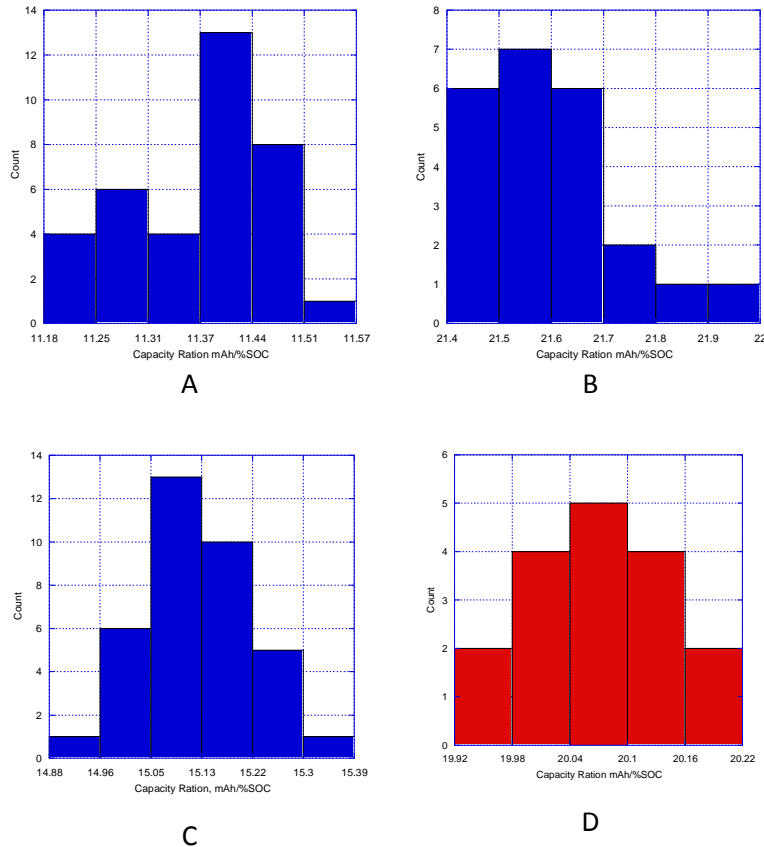 14
12
10
8
6
4
2
0
Count
11.18 11.25 11.31 11.37 11.44 11.51 11.57
Capacity Ration mAh/%SOC
A
8
7
6
5
4
3
2
1
0
Count
21.4 21.5 21.6 21.7 21.8 21.9 22
Capacity Ration mAh/%SOC
B
14
12
10
8
6
4
2
0
Count
14.88 14.96 15.05 15.13 15.22 15.3 15.39
Capacity Ration, mAh/%SOC
C
6
5
4
3
2
1
0
Count
19.92 19.98 20.04 20.1 20.16 20.22
Capacity Ration mAh/%SOC
D